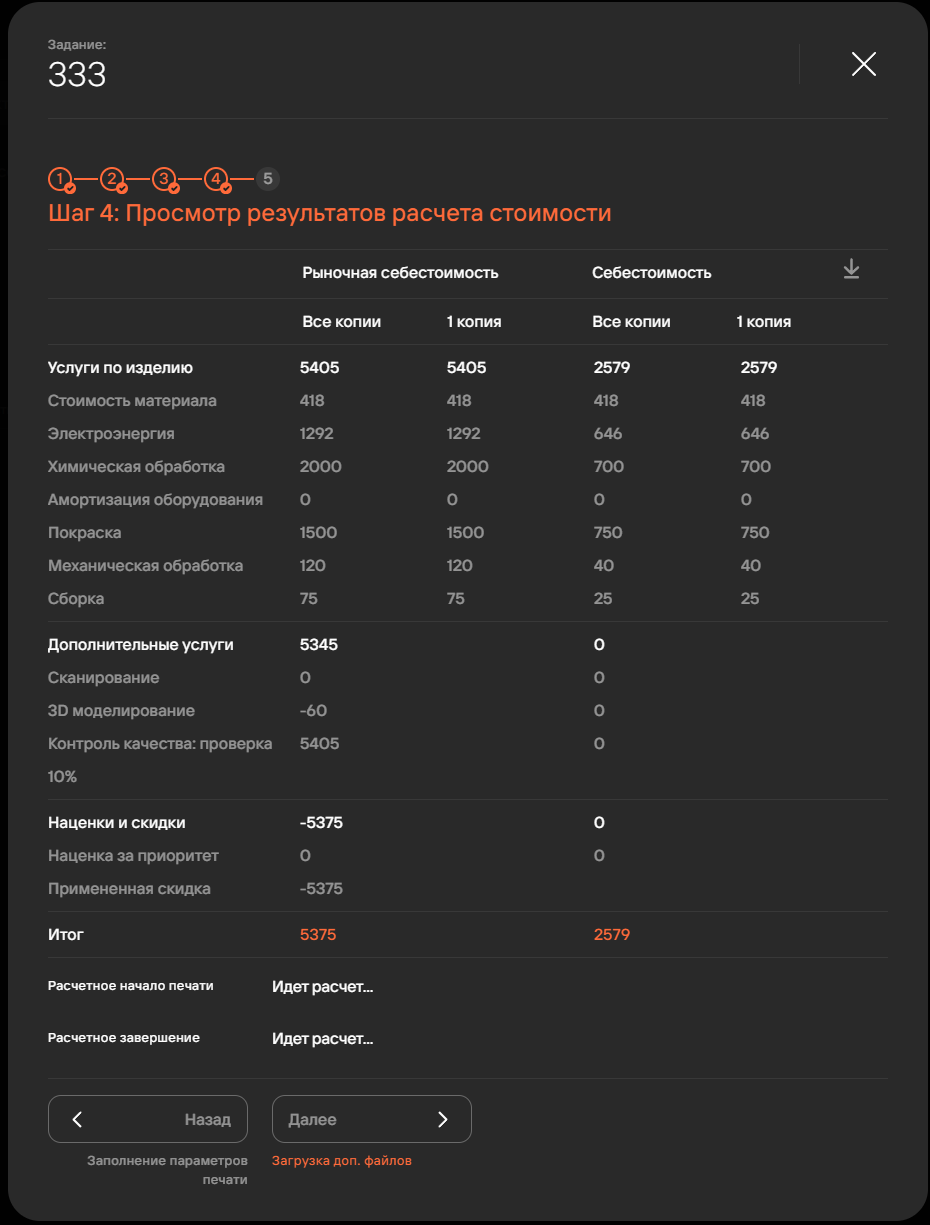 Задание:
333
1 2 3 4 5
Шаг 4: Просмотр результатов расчета стоимости
Рыночная себестоимость Себестоимость
Все копии 1 копия Все копии 1 копия
Услуги по изделию 5405 5405 2579 2579
Стоимость материала 418 418 418 418
Электроэнергия 1292 1292 646 646
Химическая обработка 2000 2000 700 700
Амортизация оборудования 0 0 0 0
Покраска 1500 1500 750 750
Механическая обработка 120 120 40 40
Сборка 75 75 25 25
Дополнительные услуги 5345 0
Сканирование 0 0
3D моделирование -60 0
Контроль качества: проверка 5405 0
10%
Наценки и скидки -5375 0
Наценка за приоритет 0 0
Примененная скидка -5375
Итог 5375 2579
Расчетное начало печати Идет расчет...
Расчетное завершение Идет расчет...
Назад Далее
Заполнение параметров Загрузка доп. файлов
печати